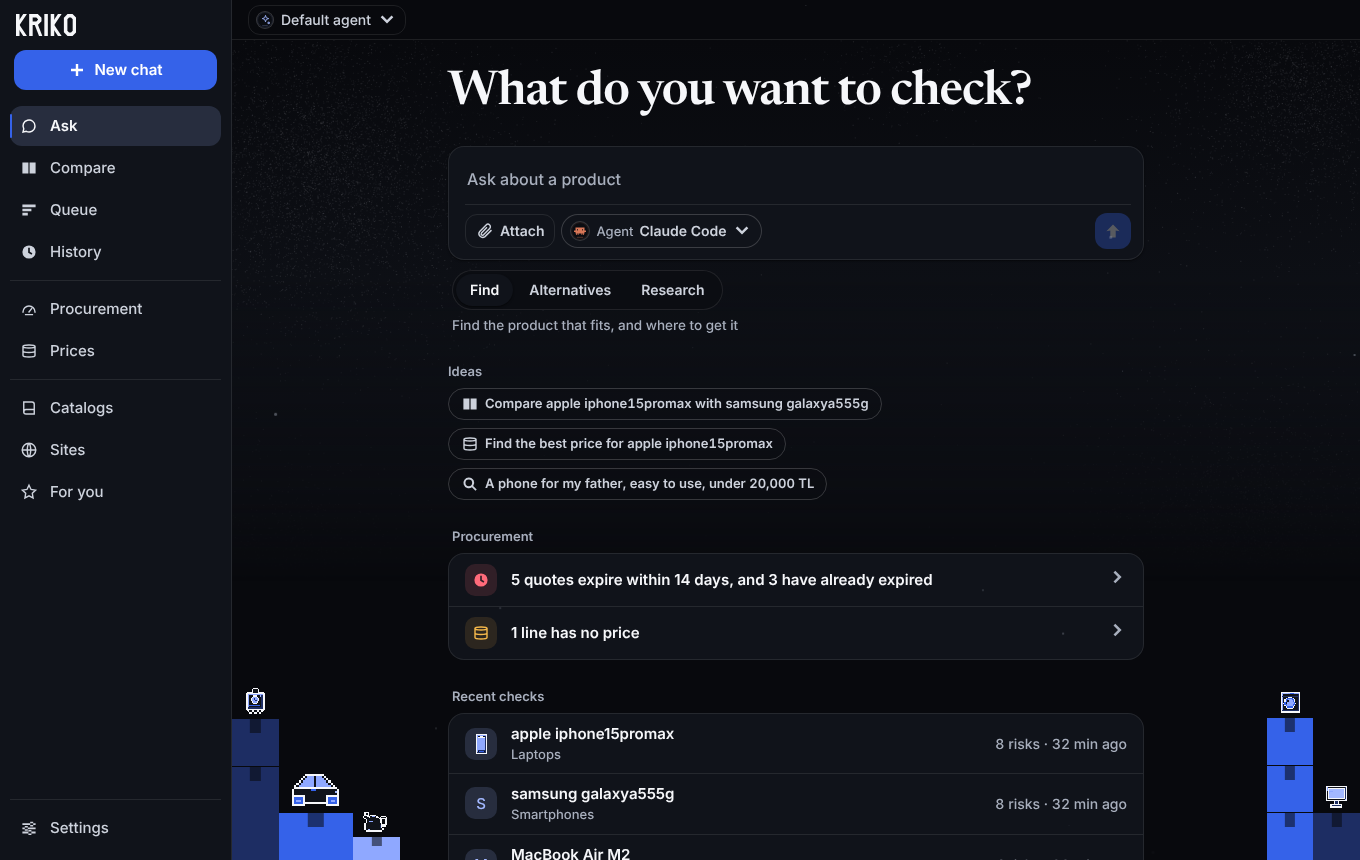 KRIKO
Default agent
New chat
Ask
Compare
Queue
History
Procurement
Prices
Catalogs
Sites
For you
Settings
What do you want to check?
Ask about a product
Attach
Agent Claude Code
Find Alternatives Research
Find the product that fits, and where to get it
Ideas
Compare apple iphone15promax with samsung galaxya555g
Find the best price for apple iphone15promax
A phone for my father, easy to use, under 20,000 TL
Procurement
5 quotes expire within 14 days, and 3 have already expired
1 line has no price
Recent checks
apple iphone15promax
Laptops
8 risks · 32 min ago
S
samsung galaxya555g
Smartphones
8 risks · 32 min ago
MacBook Air M2